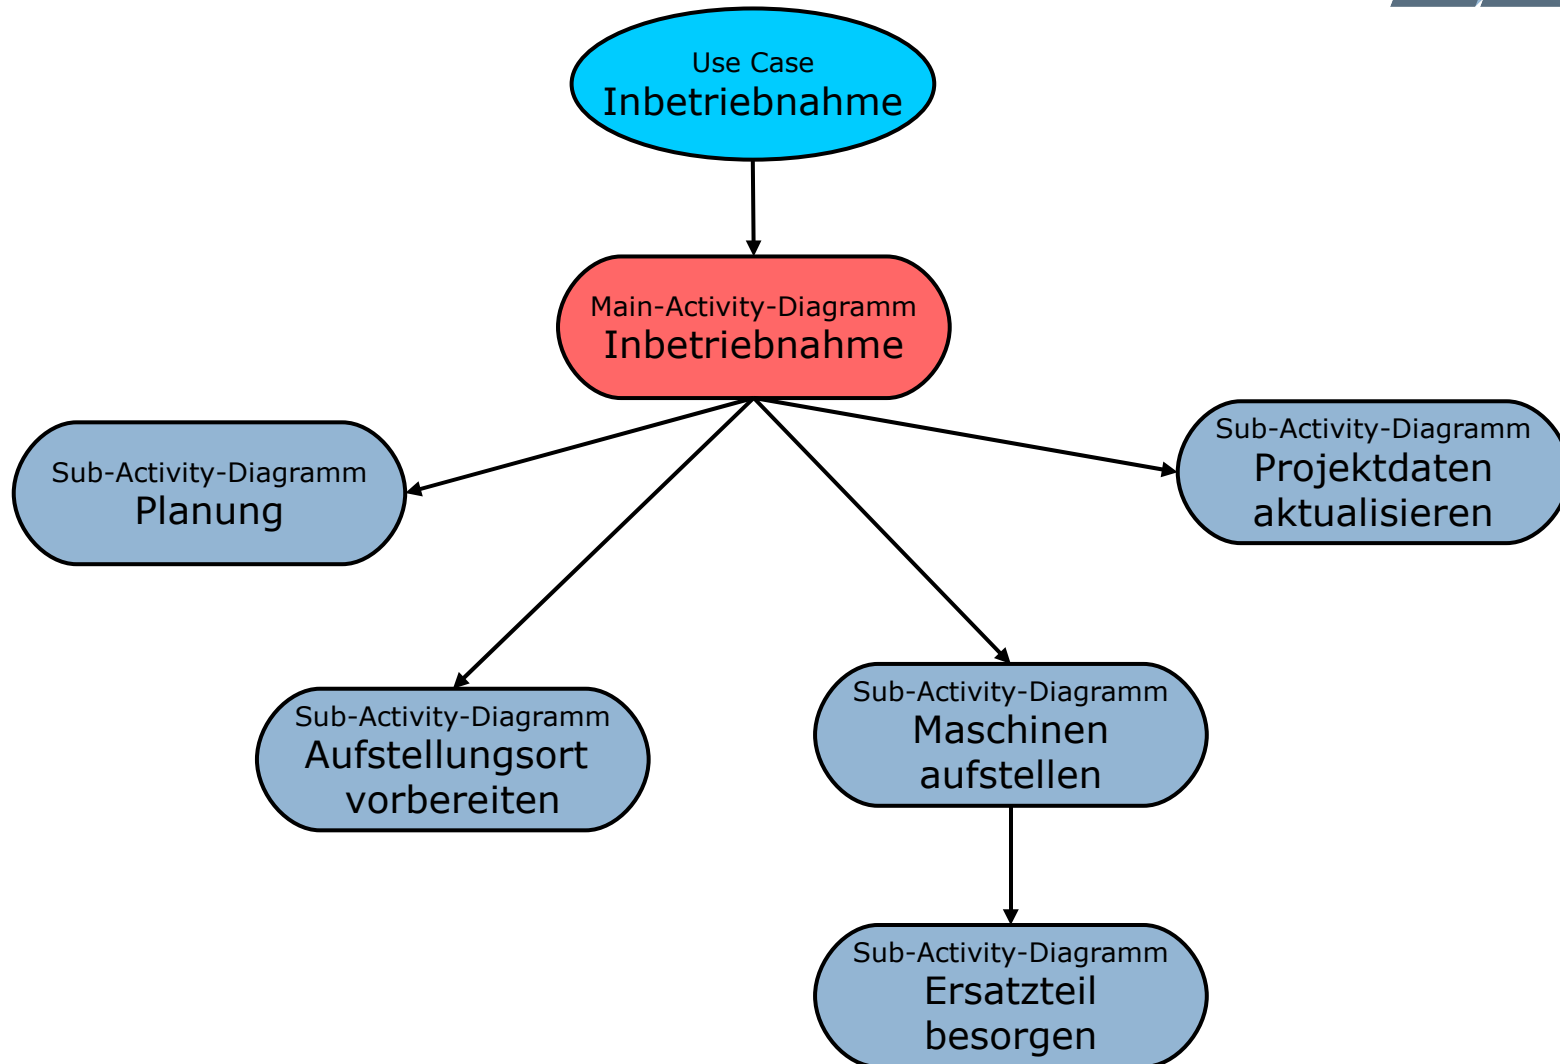 Use Case
Inbetriebnahme
Main-Activity-Diagramm
Inbetriebnahme
Sub-Activity-Diagramm
Planung
Sub-Activity-Diagramm
Projektdaten
aktualisieren
Sub-Activity-Diagramm
Aufstellungsort
vorbereiten
Sub-Activity-Diagramm
Maschinen
aufstellen
Sub-Activity-Diagramm
Ersatzteil
besorgen